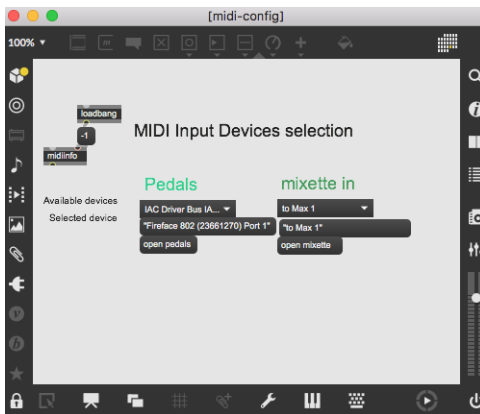 [midi-config]
100%
loadbang
-1
midiinfo
MIDI Input Devices selection
Pedals
mixette in
Available devices
IAC Driver Bus IA...
to Max 1
Selected device
"Fireface 802 (23661270) Port 1"
"to Max 1"
open pedals
open mixette